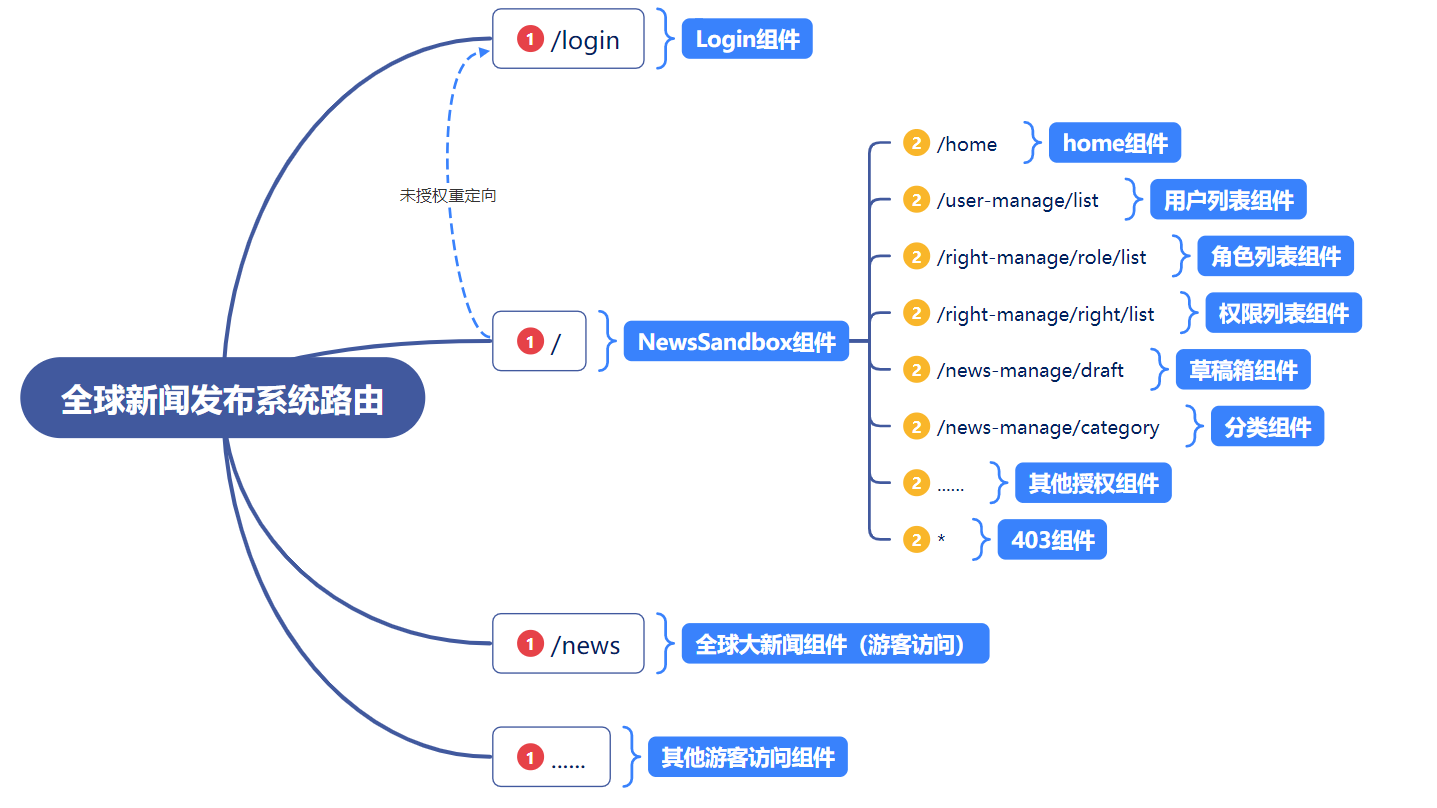 1 /login
Login组件
2 /home
home组件
2 /user-manage/list
用户列表组件
未授权重定向
2 /right-manage/role/list
角色列表组件
2 /right-manage/right/list
权限列表组件
1 /
NewsSandbox组件
2 /news-manage/draft
草稿箱组件
全球新闻发布系统路由
2 /news-manage/category
分类组件
2 ......
其他授权组件
2 *
403组件
1 /news
全球大新闻组件（游客访问）
1 ......
其他游客访问组件